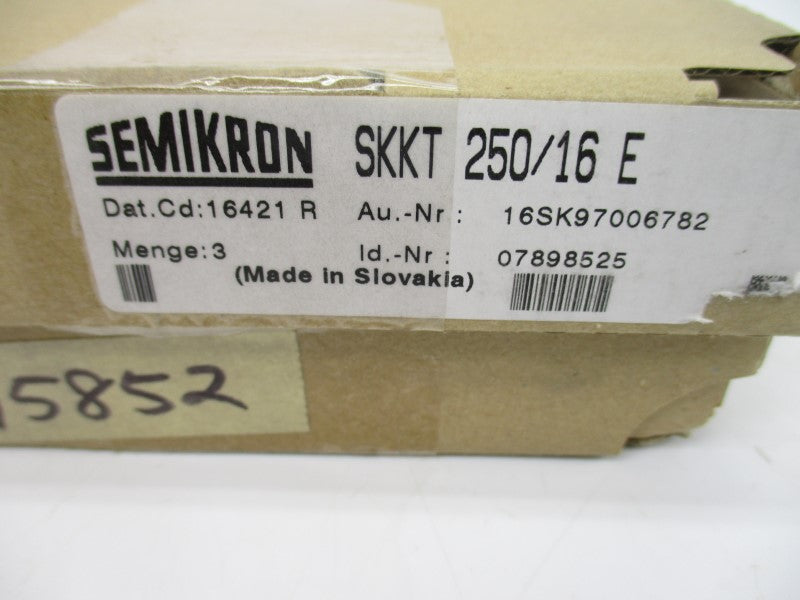 SEMIKRON SKKT 250/16 E
Dat.Cd:16421 R Au.-Nr: 16SK97006782
Menge:3 Id.-Nr: 07898525
(Made in Slovakia)
5852